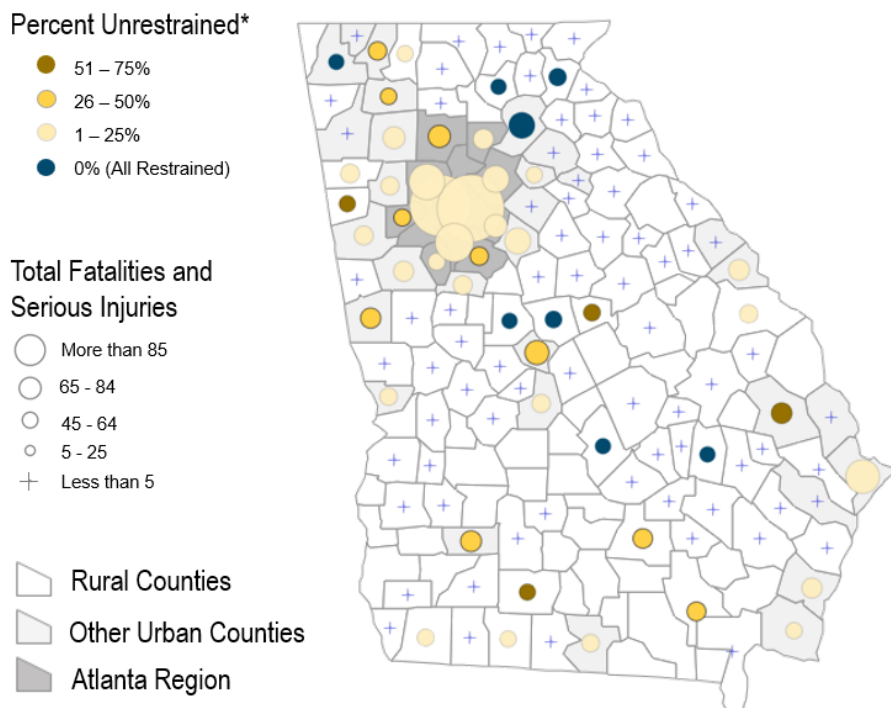 Percent Unrestrained*
51 – 75%
26 – 50%
1 – 25%
0% (All Restrained)
Total Fatalities and
Serious Injuries
More than 85
65 - 84
45 - 64
5 - 25
Less than 5
Rural Counties
Other Urban Counties
Atlanta Region